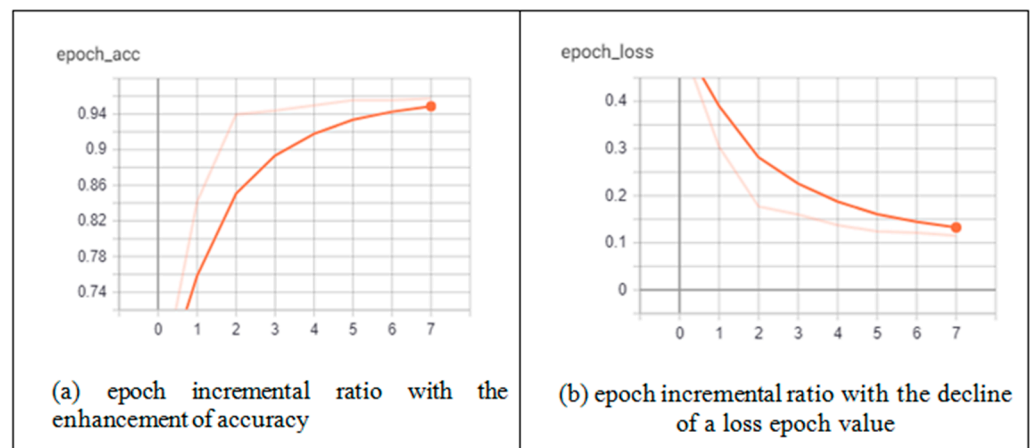 epoch_acc
0.94
0.9
0.86
0.82
0.78
0.74
0 1 2 3 4 5 6 7
(a) epoch incremental ratio with the
enhancement of accuracy
epoch_loss
0.4
0.3
0.2
0.1
0
0 1 2 3 4 5 6 7
(b) epoch incremental ratio with the decline
of a loss epoch value